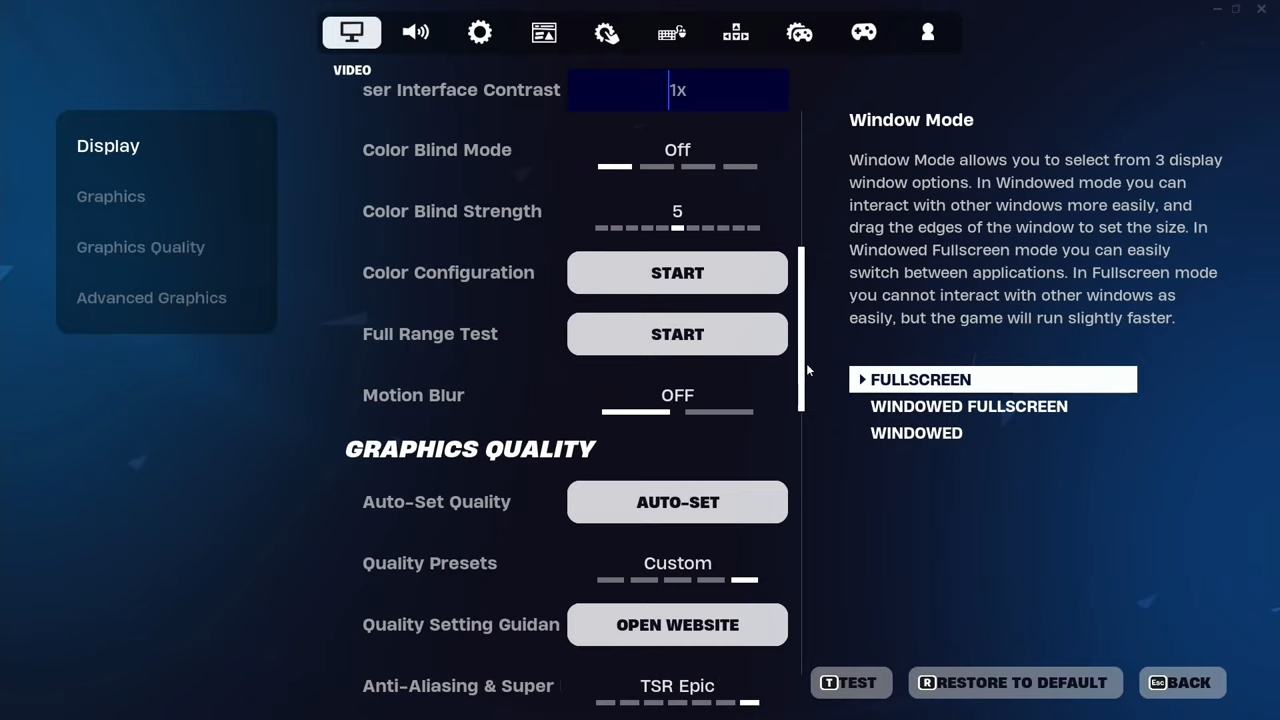 VIDEO
ser Interface Contrast 1x
Display
Graphics
Graphics Quality
Advanced Graphics
Color Blind Mode Off
Color Blind Strength 5
Color Configuration START
Full Range Test START
Motion Blur OFF
GRAPHICS QUALITY
Auto-Set Quality AUTO-SET
Quality Presets Custom
Quality Setting Guidan OPEN WEBSITE
Anti-Aliasing & Super TSR Epic
Window Mode
Window Mode allows you to select from 3 display
window options. In Windowed mode you can
interact with other windows more easily, and
drag the edges of the window to set the size. In
Windowed Fullscreen mode you can easily
switch between applications. In Fullscreen mode
you cannot interact with other windows as
easily, but the game will run slightly faster.
FULLSCREEN
WINDOWED FULLSCREEN
WINDOWED
T TEST
R RESTORE TO DEFAULT
Esc BACK